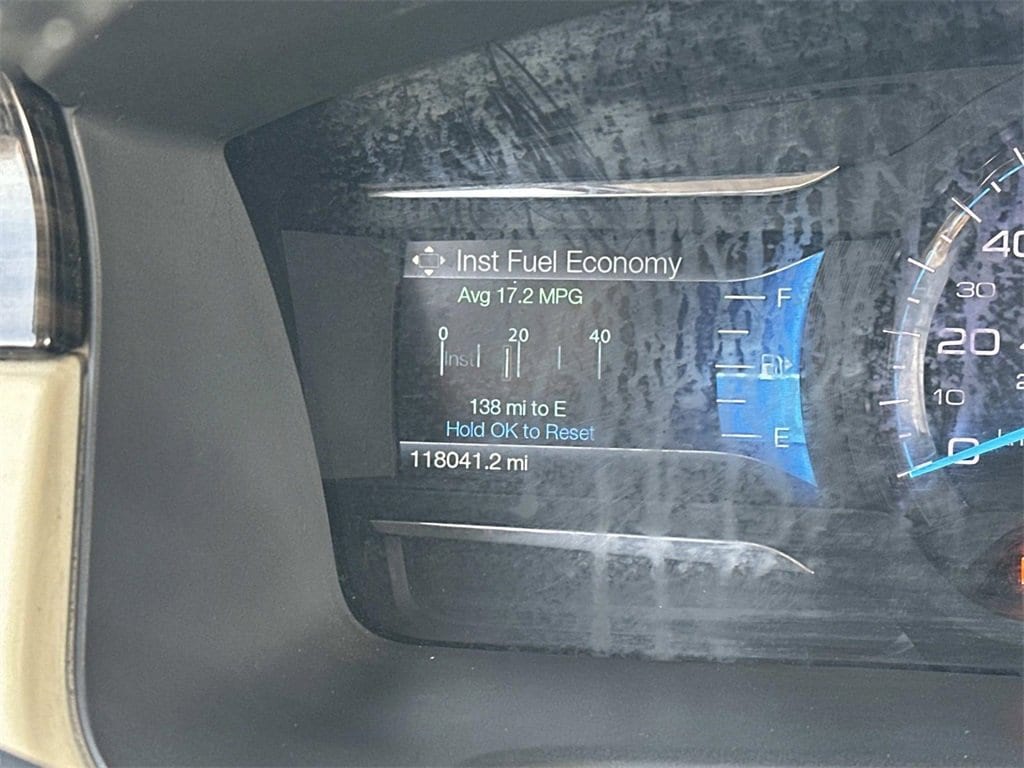 Inst Fuel Economy
Avg 17.2 MPG
F
0 20 40
Inst
138 mi to E
Hold OK to Reset
E
118041.2 mi
40
30
20
10
0